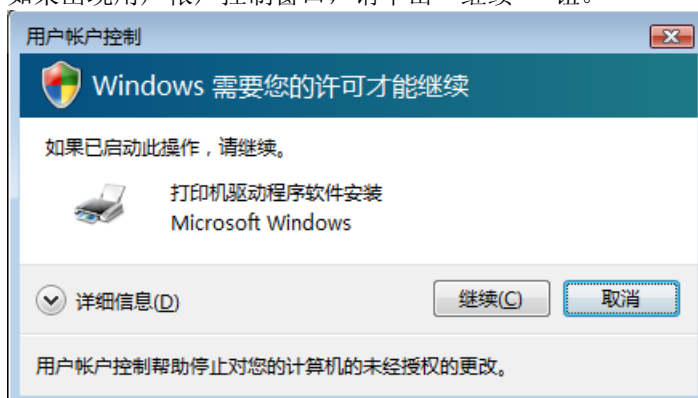 用户帐户控制
Windows 需要您的许可才能继续
如果已启动此操作，请继续。
打印机驱动程序软件安装
Microsoft Windows
详细信息(D)
继续(C)
取消
用户帐户控制帮助停止对您的计算机的未经授权的更改。